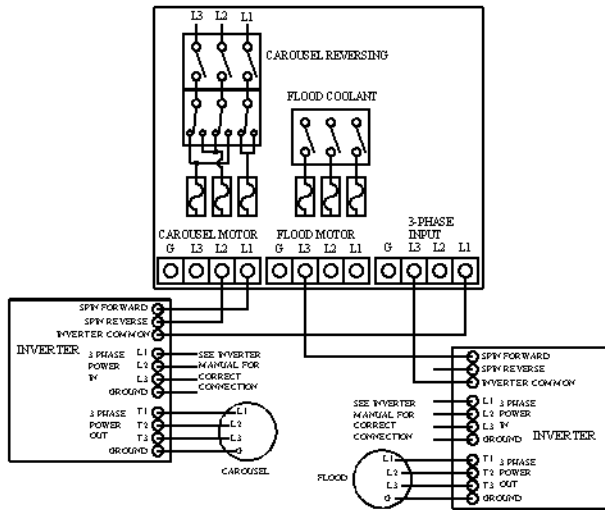 L3 L2 L1
CAROUSEL REVERSING
FLOOD COOLANT
CAROUSEL MOTOR
G L3 L2 L1
FLOOD MOTOR
G L3 L2 L1
3-PHASE
INPUT
G L3 L2 L1
INVERTER
SPIN FORWARD
SPIN REVERSE
INVERTER COMMON
3 PHASE
POWER
IN
L1
L2
L3
GROUND
SEE INVERTER
MANUAL FOR
CORRECT
CONNECTION
3 PHASE
POWER
OUT
T1
T2
T3
GROUND
L1
L2
L3
G
CAROUSEL
SPIN FORWARD
SPIN REVERSE
INVERTER COMMON
SEE INVERTER
MANUAL FOR
CORRECT
CONNECTION
L1 3 PHASE
L2 POWER
L3 IN
GROUND
INVERTER
FLOOD
L1
L2
L3
G
T1 3 PHASE
T2 POWER
T3 OUT
GROUND